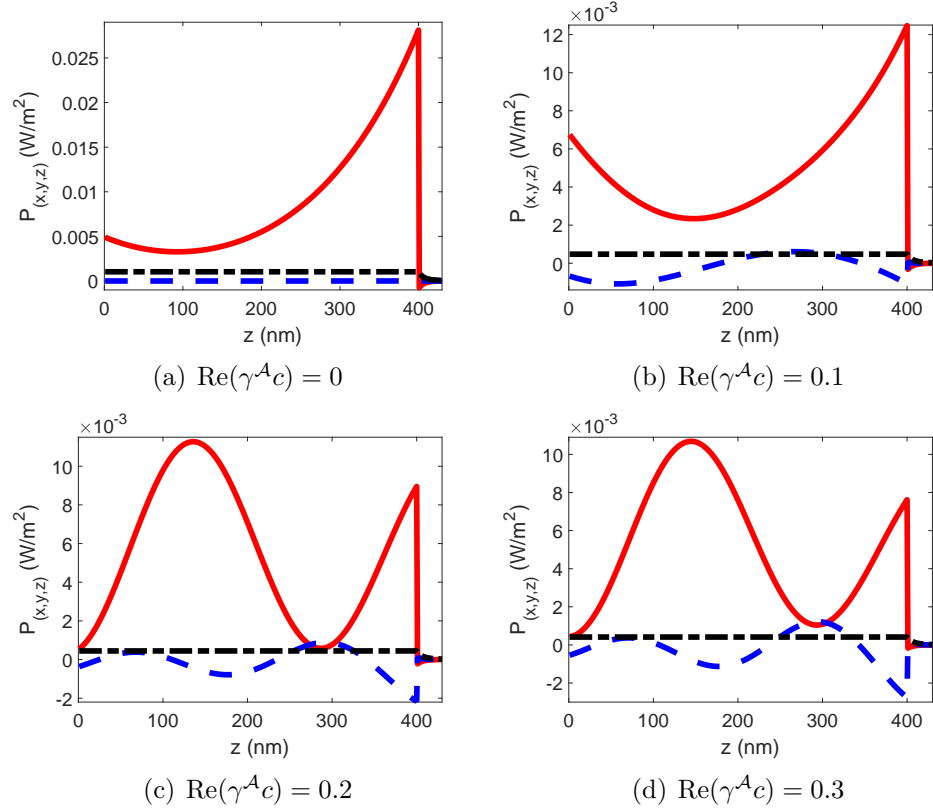 0.025
0.02
0.015
0.01
0.005
0
P(x,y,z) (W/m²)
0 100 200 300 400
z (nm)
(a) Re(γ^𝒜c) = 0
×10⁻³
12
10
8
6
4
2
0
P(x,y,z) (W/m²)
0 100 200 300 400
z (nm)
(b) Re(γ^𝒜c) = 0.1
×10⁻³
10
8
6
4
2
0
-2
P(x,y,z) (W/m²)
0 100 200 300 400
z (nm)
(c) Re(γ^𝒜c) = 0.2
×10⁻³
10
8
6
4
2
0
-2
P(x,y,z) (W/m²)
0 100 200 300 400
z (nm)
(d) Re(γ^𝒜c) = 0.3